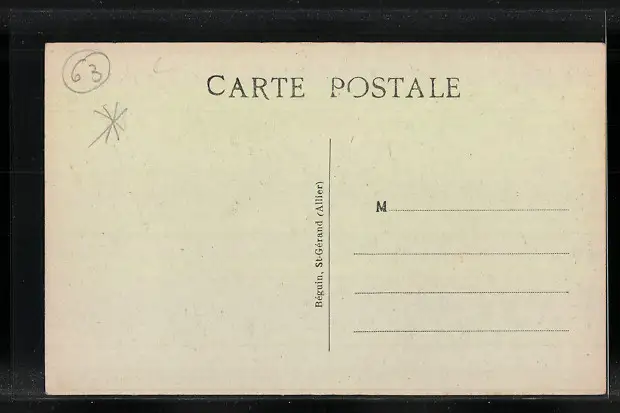 63
CARTE POSTALE
M
Béguin, St-Gérand (Allier)